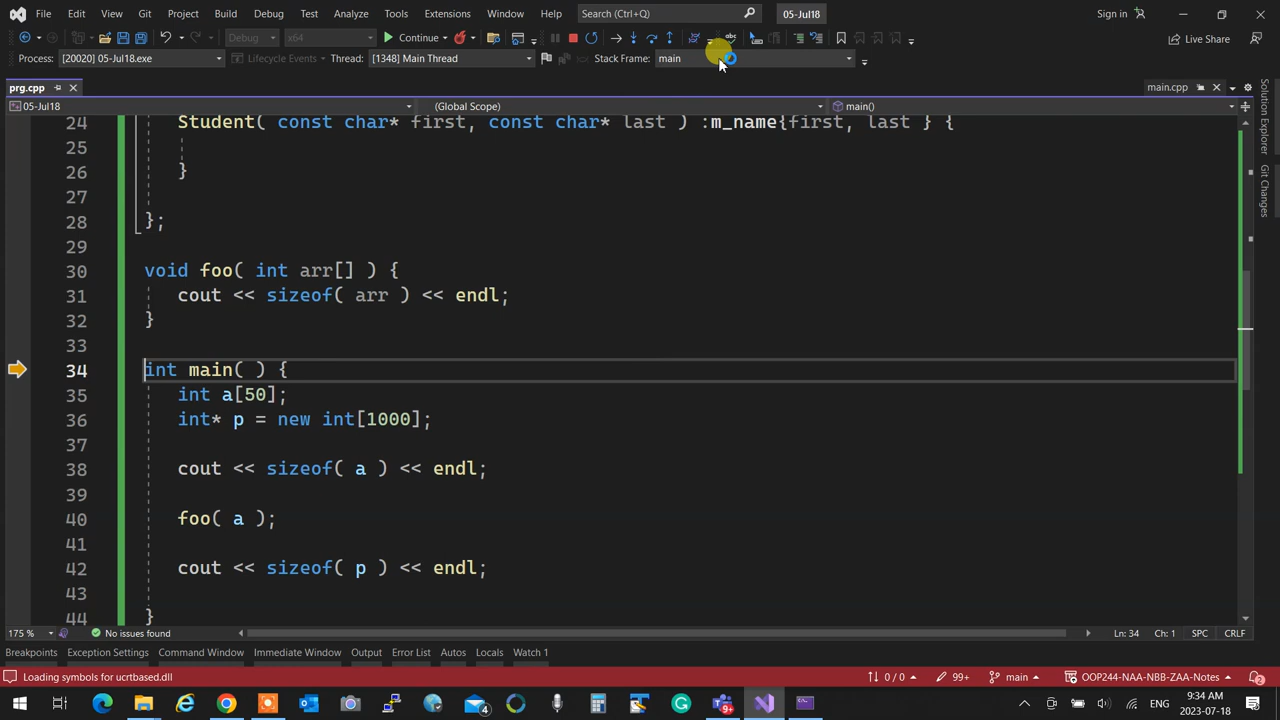 File Edit View Git Project Build Debug Test Analyze Tools Extensions Window Help Search (Ctrl+Q) 05-Jul18 Sign in
Debug x64 Continue Live Share
Process: [20020] 05-Jul18.exe Lifecycle Events Thread: [1348] Main Thread Stack Frame: main
prg.cpp main.cpp
05-Jul18 (Global Scope) main()
24 Student( const char* first, const char* last ) :m_name{first, last } {
25
26 }
27
28 };
29
30 void foo( int arr[] ) {
31 cout << sizeof( arr ) << endl;
32 }
33
34 int main( ) {
35 int a[50];
36 int* p = new int[1000];
37
38 cout << sizeof( a ) << endl;
39
40 foo( a );
41
42 cout << sizeof( p ) << endl;
43
44 }
Solution Explorer
Git Changes
175 % No issues found Ln: 34 Ch: 1 SPC CRLF
Breakpoints Exception Settings Command Window Immediate Window Output Error List Autos Locals Watch 1
Loading symbols for ucrtbased.dll 0 / 0 99+ main OOP244-NAA-NBB-ZAA-Notes 2
4 9+ ENG 9:34 AM
2023-07-18